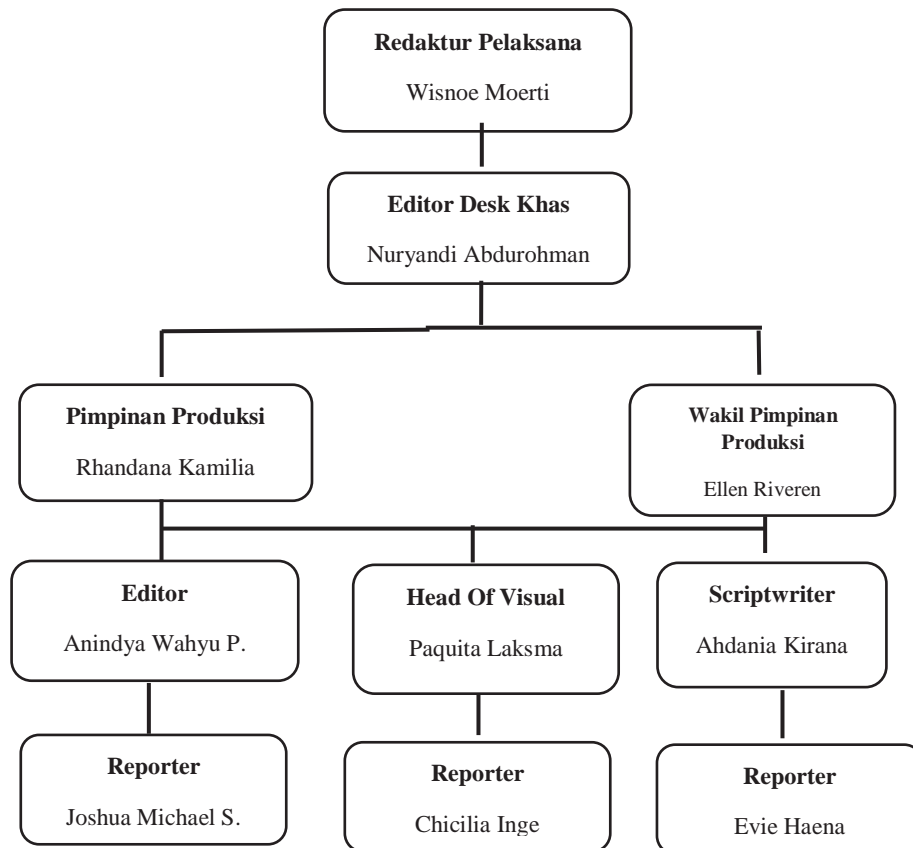 Redaktur Pelaksana
Wisnoe Moerti
Editor Desk Khas
Nuryandi Abdurohman
Pimpinan Produksi
Rhandana Kamilia
Wakil Pimpinan
Produksi
Ellen Riveren
Editor
Anindya Wahyu P.
Head Of Visual
Paquita Laksma
Scriptwriter
Ahdania Kirana
Reporter
Joshua Michael S.
Reporter
Chicilia Inge
Reporter
Evie Haena